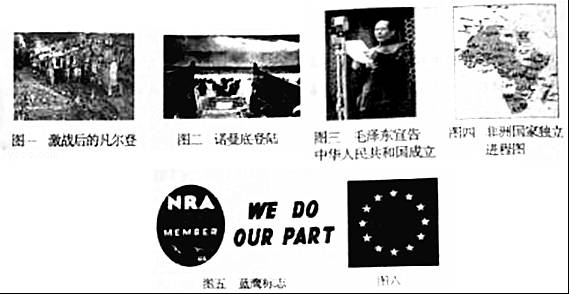 图一 激战后的凡尔登
图二 诺曼底登陆
图三 毛泽东宣告
中华人民共和国成立
图四 非洲国家独立
进程图
NRA
MEMBER
WE DO
OUR PART
图五 蓝鹰标志
图六